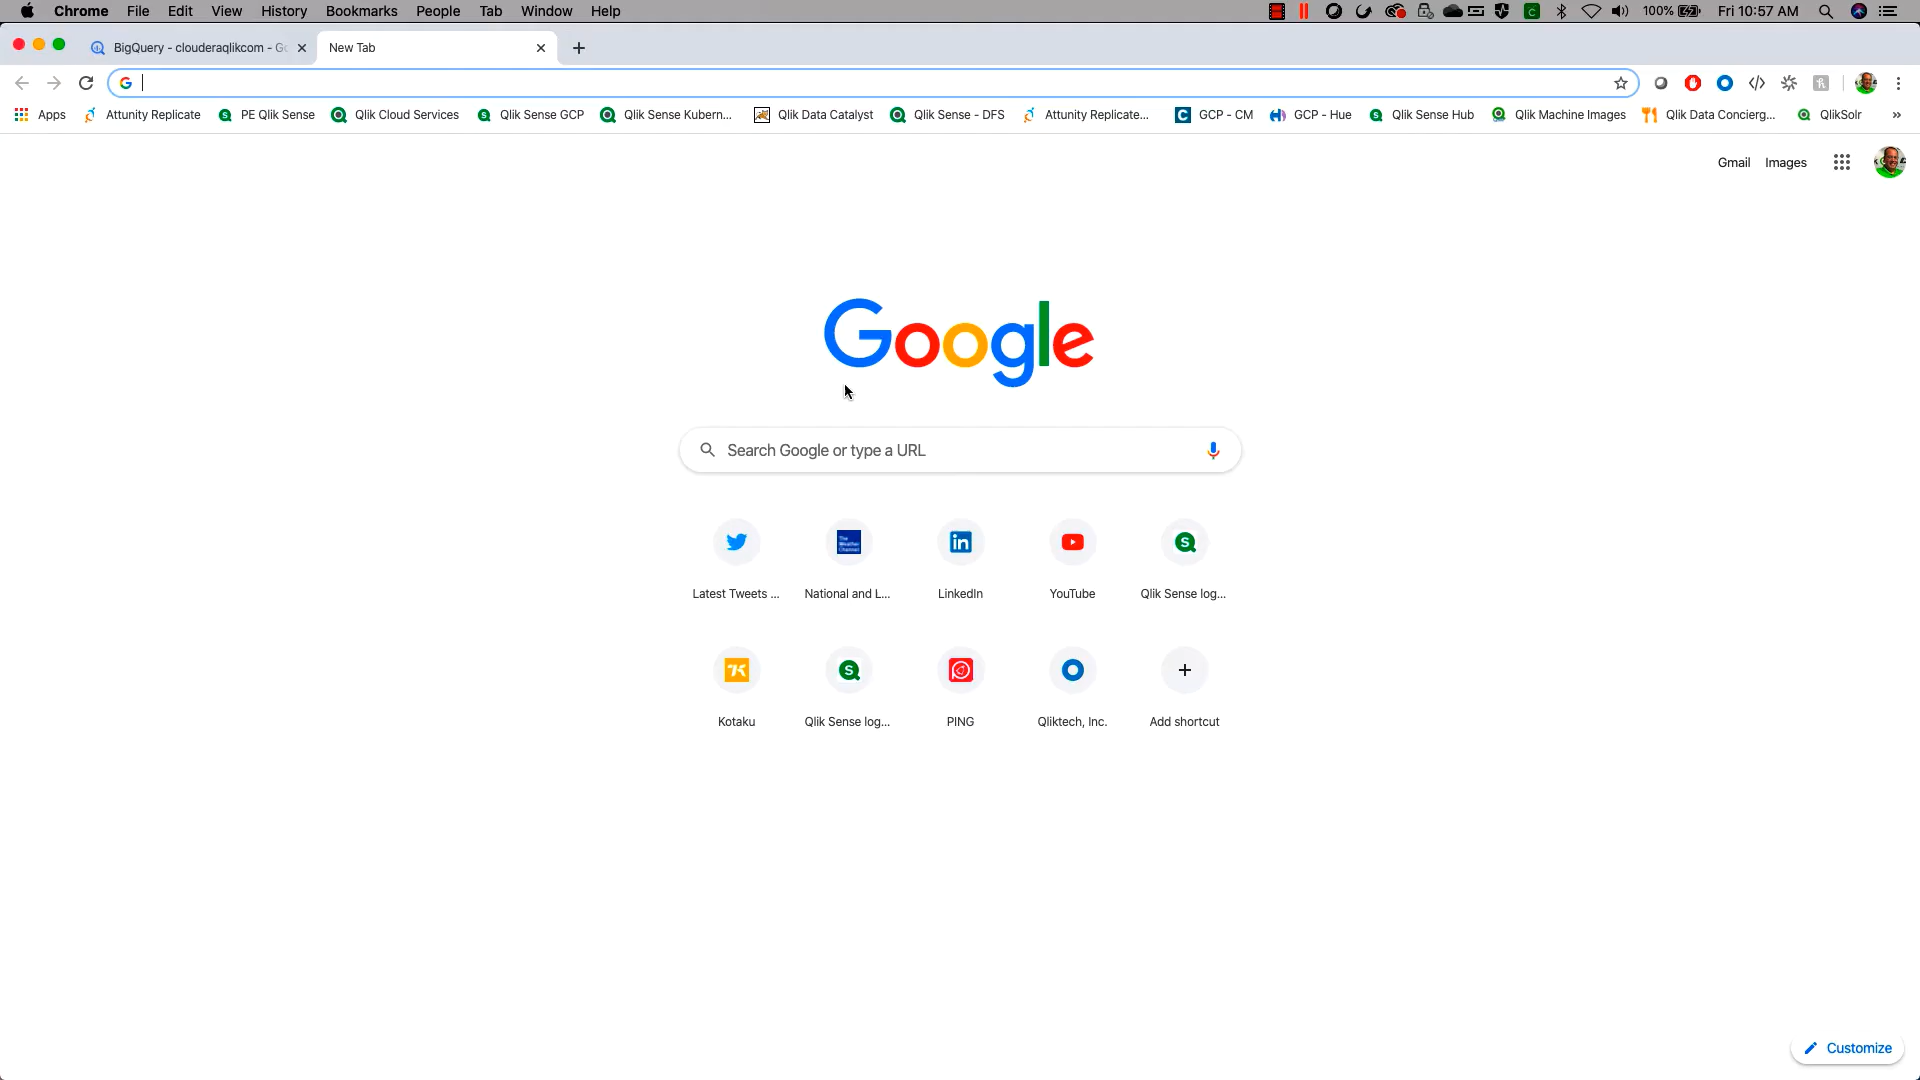 Chrome File Edit View History Bookmarks People Tab Window Help 100% Fri 10:57 AM
BigQuery - clouderaqlikcom - Go New Tab
Apps Attunity Replicate PE Qlik Sense Qlik Cloud Services Qlik Sense GCP Qlik Sense Kubern... Qlik Data Catalyst Qlik Sense - DFS Attunity Replicate... GCP - CM GCP - Hue Qlik Sense Hub Qlik Machine Images Qlik Data Concierg... QlikSolr »
Gmail Images
Google
Search Google or type a URL
Latest Tweets ... National and L... LinkedIn YouTube Qlik Sense log...
Kotaku Qlik Sense log... PING Qliktech, Inc. Add shortcut
Customize